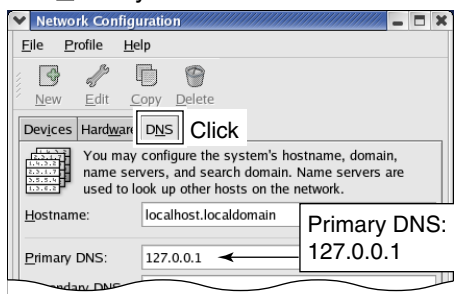 Network Configuration
File Profile Help
New Edit Copy Delete
Devices Hardware DNS Click
You may configure the system's hostname, domain,
name servers, and search domain. Name servers are
used to look up other hosts on the network.
Hostname: localhost.localdomain
Primary DNS:
127.0.0.1
Primary DNS: 127.0.0.1
DNS